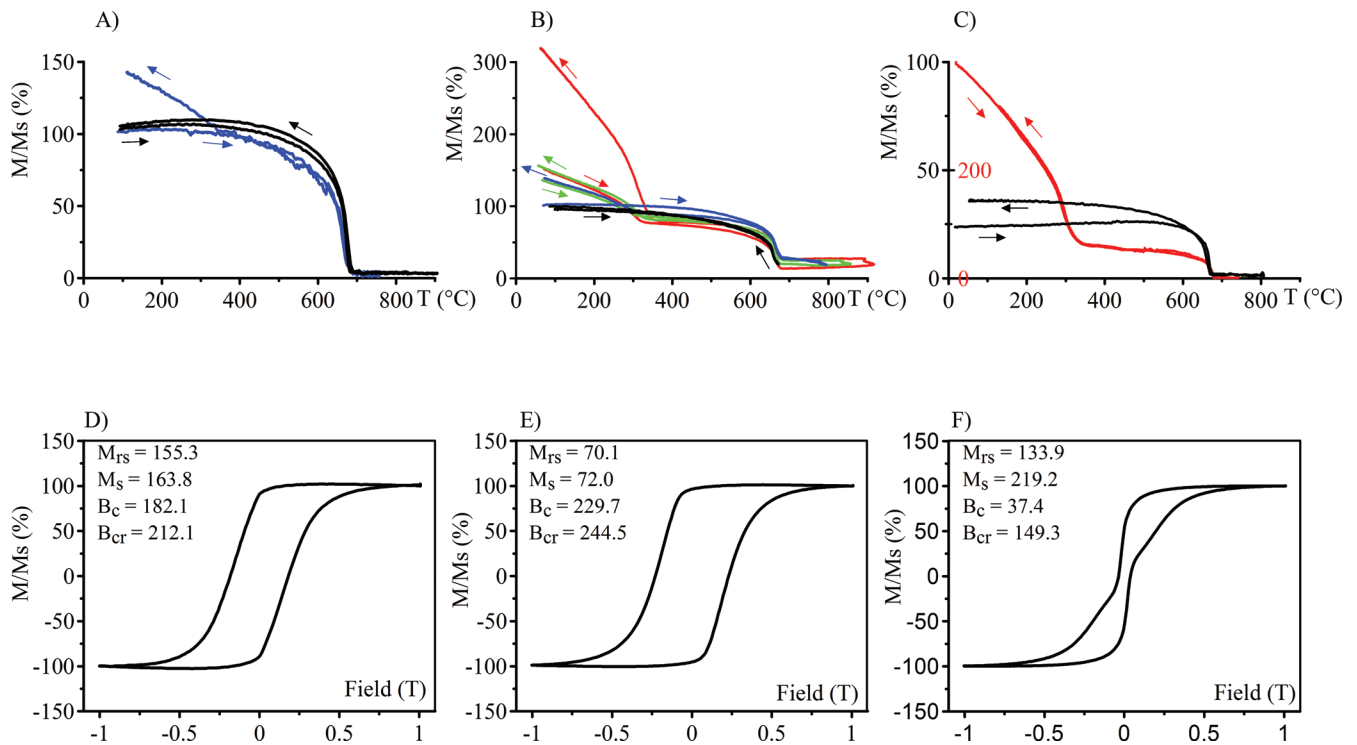 A)
M/Ms (%)
150
100
50
0
0
200
400
600
800
T (°C)
B)
M/Ms (%)
300
200
100
0
0
200
400
600
800
T (°C)
C)
M/Ms (%)
100
50
0
200
0
0
200
400
600
800
T (°C)
D)
M/Ms (%)
150
100
50
0
-50
-100
-150
Mrs = 155.3
Ms = 163.8
Bc = 182.1
Bcr = 212.1
Field (T)
-1
-0.5
0
0.5
1
E)
M/Ms (%)
150
100
50
0
-50
-100
-150
Mrs = 70.1
Ms = 72.0
Bc = 229.7
Bcr = 244.5
Field (T)
-1
-0.5
0
0.5
1
F)
M/Ms (%)
150
100
50
0
-50
-100
-150
Mrs = 133.9
Ms = 219.2
Bc = 37.4
Bcr = 149.3
Field (T)
-1
-0.5
0
0.5
1